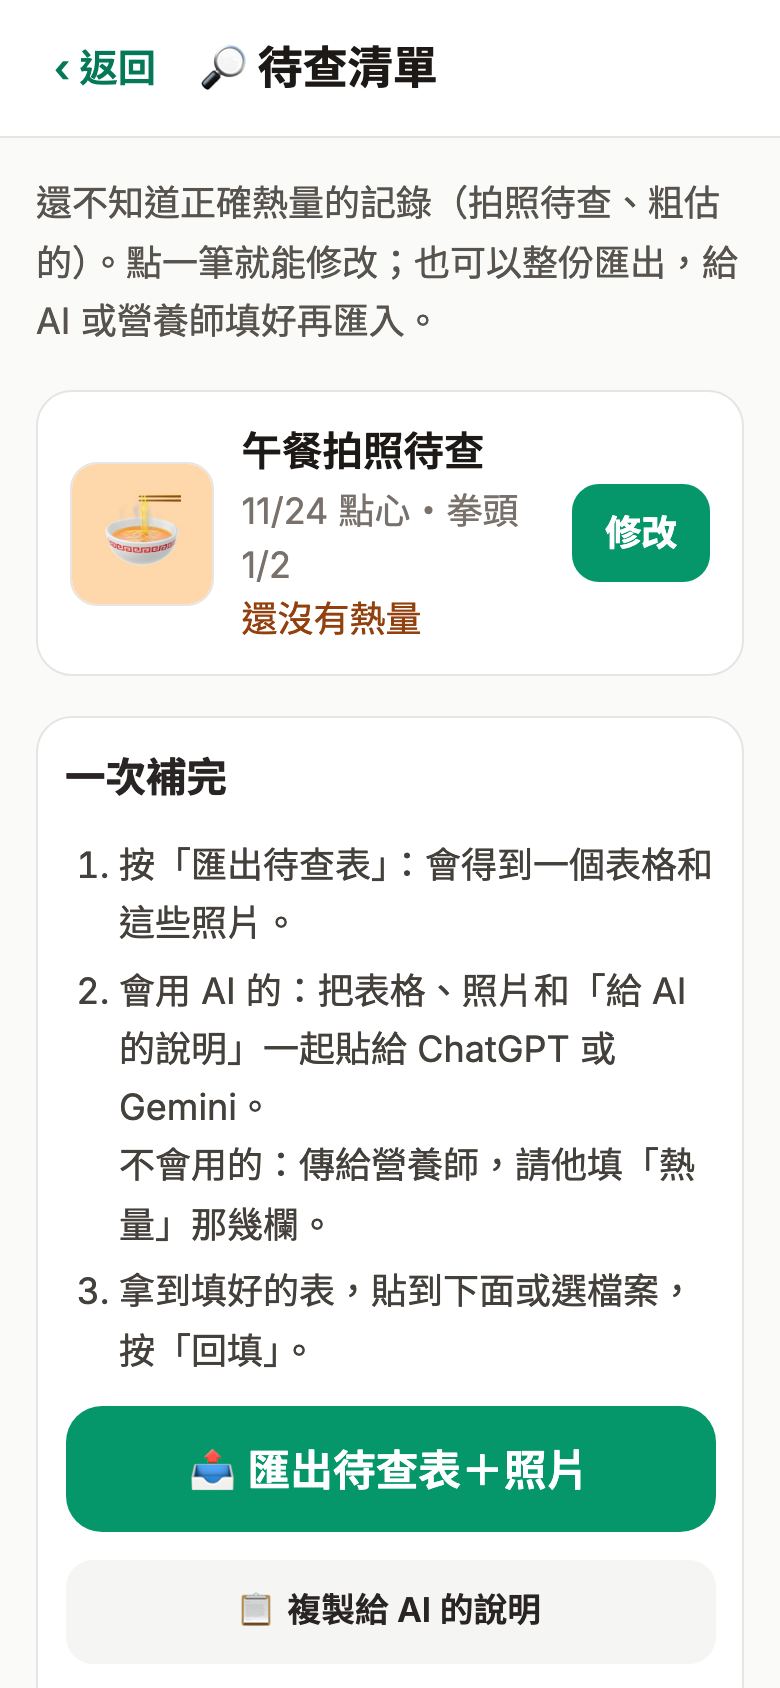 ‹ 返回 🔎 待查清單
還不知道正確熱量的記錄（拍照待查、粗估
的）。點一筆就能修改；也可以整份匯出，給
AI 或營養師填好再匯入。
午餐拍照待查
11/24 點心・拳頭
1/2
還沒有熱量
修改
一次補完
1. 按「匯出待查表」：會得到一個表格和
這些照片。
2. 會用 AI 的：把表格、照片和「給 AI
的說明」一起貼給 ChatGPT 或
Gemini。
不會用的：傳給營養師，請他填「熱
量」那幾欄。
3. 拿到填好的表，貼到下面或選檔案，
按「回填」。
📤 匯出待查表＋照片
📋 複製給 AI 的說明